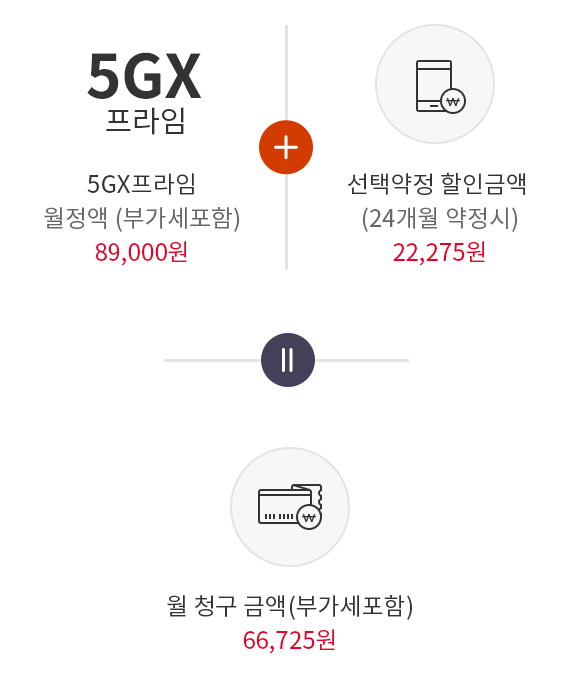 5GX
프라임
5GX프라임
월정액 (부가세포함)
89,000원
선택약정 할인금액
(24개월 약정시)
22,275원
월 청구 금액(부가세포함)
66,725원